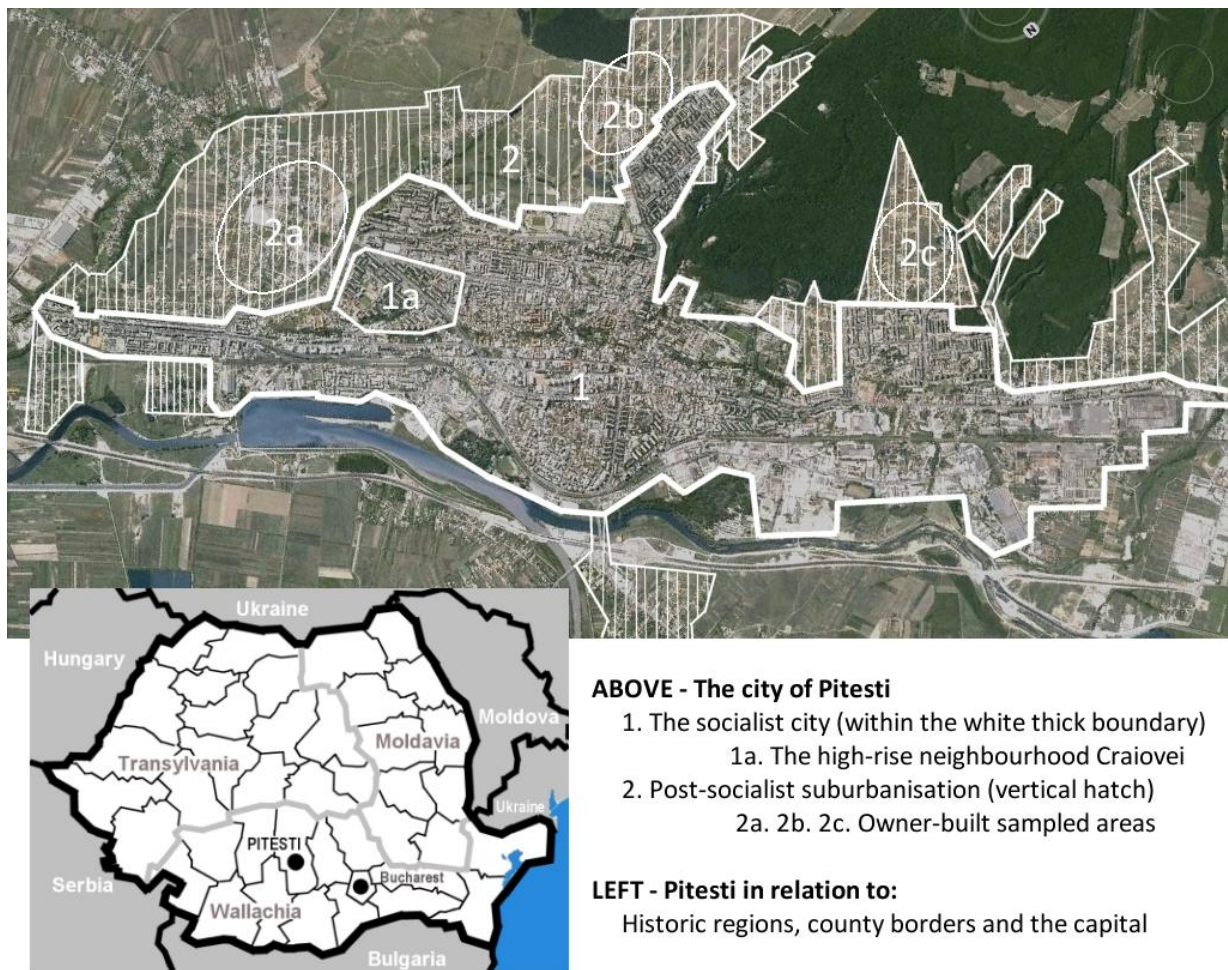 N
2b
2
2a
2c
1a
1
Ukraine
Hungary
Moldova
Moldavia
Transylvania
Ukraine
PITESTI
Bucharest
Serbia
Wallachia
Bulgaria
ABOVE - The city of Pitesti
1. The socialist city (within the white thick boundary)
1a. The high-rise neighbourhood Craiovei
2. Post-socialist suburbanisation (vertical hatch)
2a. 2b. 2c. Owner-built sampled areas
LEFT - Pitesti in relation to:
Historic regions, county borders and the capital